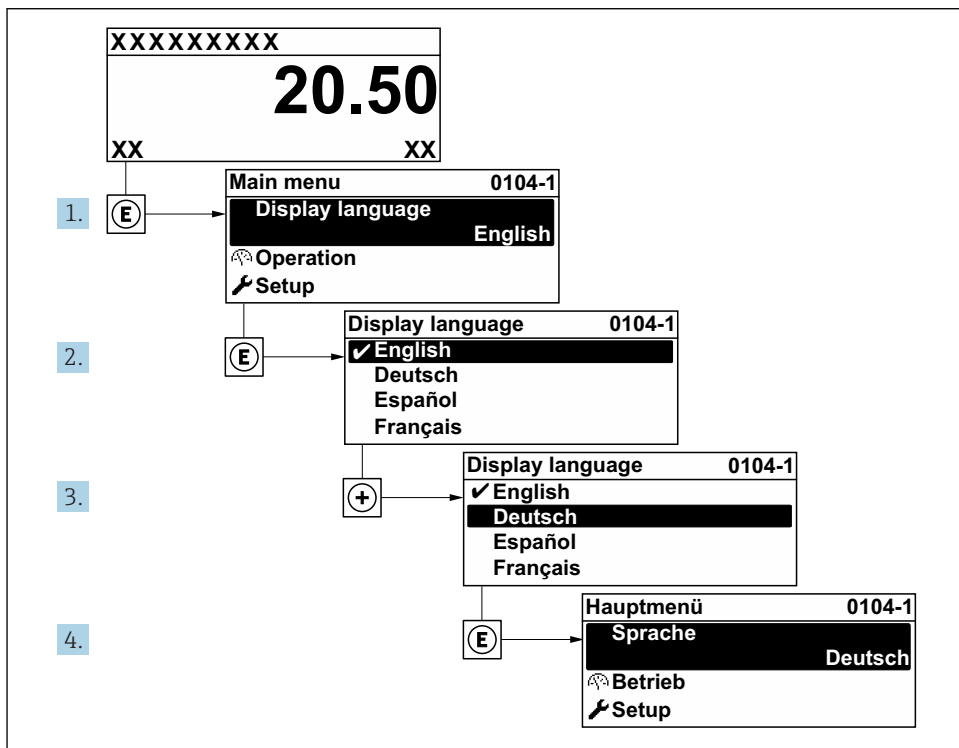 XXXXXXXXX
20.50
XX XX
1. E
Main menu 0104-1
Display language
English
Operation
Setup
2. E
Display language 0104-1
✔English
Deutsch
Español
Français
3. +
Display language 0104-1
✔English
Deutsch
Español
Français
4. E
Hauptmenü 0104-1
Sprache
Deutsch
Betrieb
Setup